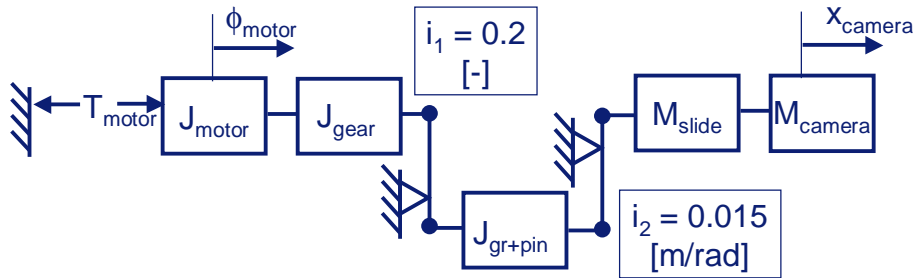 ϕmotor
i1 = 0.2
[-]
xcamera
Tmotor
Jmotor
Jgear
Mslide
Mcamera
Jgr+pin
i2 = 0.015
[m/rad]